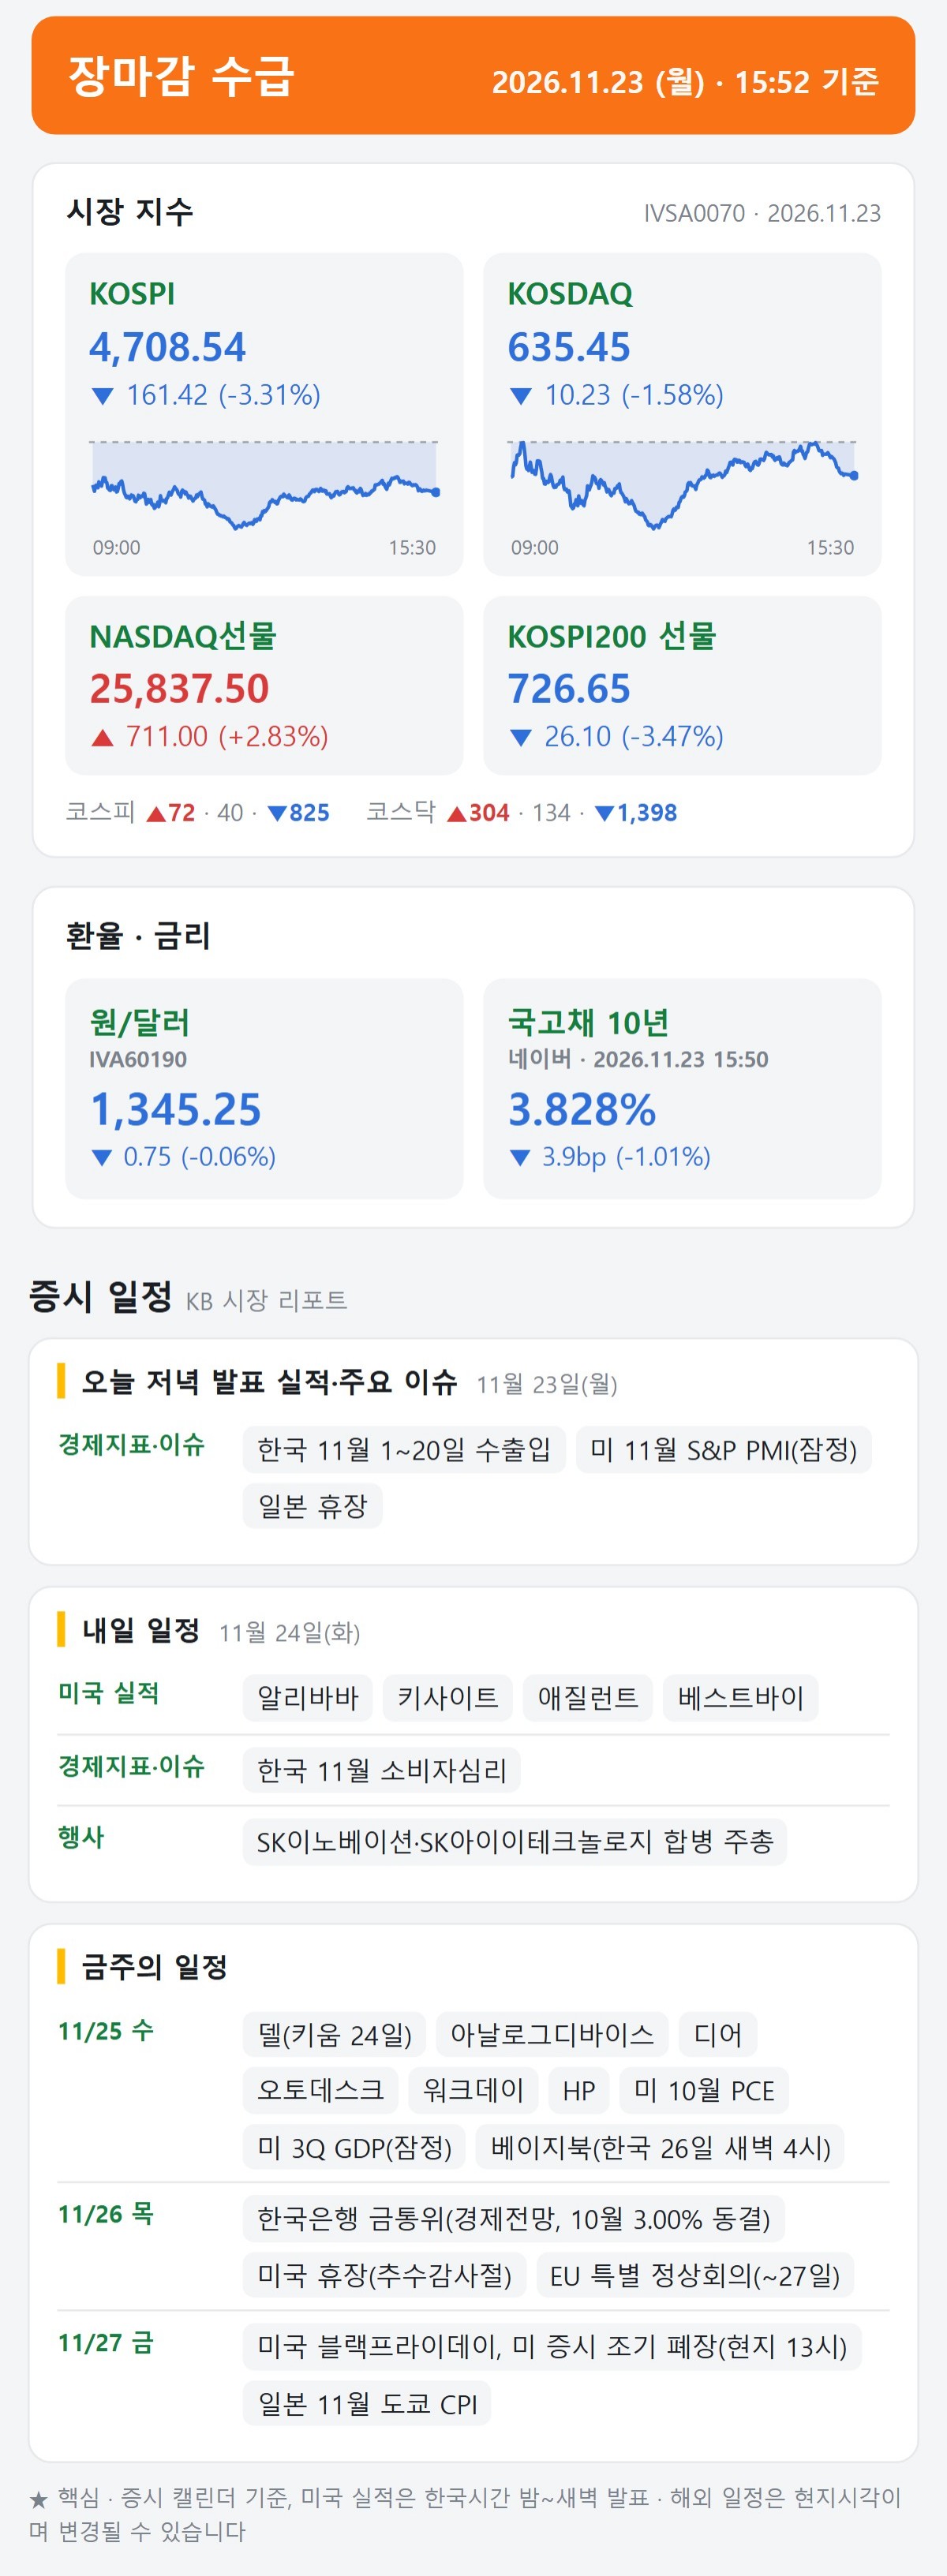 장마감 수급
2026.11.23 (월) · 15:52 기준
시장 지수
IVSA0070 · 2026.11.23
KOSPI
4,708.54
▼ 161.42 (-3.31%)
09:00 15:30
KOSDAQ
635.45
▼ 10.23 (-1.58%)
09:00 15:30
NASDAQ선물
25,837.50
▲ 711.00 (+2.83%)
KOSPI200 선물
726.65
▼ 26.10 (-3.47%)
코스피 ▲72 · 40 · ▼825 코스닥 ▲304 · 134 · ▼1,398
환율 · 금리
원/달러
IVA60190
1,345.25
▼ 0.75 (-0.06%)
국고채 10년
네이버 · 2026.11.23 15:50
3.828%
▼ 3.9bp (-1.01%)
증시 일정 KB 시장 리포트
오늘 저녁 발표 실적·주요 이슈 11월 23일(월)
경제지표·이슈 한국 11월 1~20일 수출입 미 11월 S&P PMI(잠정)
일본 휴장
내일 일정 11월 24일(화)
미국 실적 알리바바 키사이트 애질런트 베스트바이
경제지표·이슈 한국 11월 소비자심리
행사 SK이노베이션·SK아이이테크놀로지 합병 주총
금주의 일정
11/25 수 델(키움 24일) 아날로그디바이스 디어
오토데스크 워크데이 HP 미 10월 PCE
미 3Q GDP(잠정) 베이지북(한국 26일 새벽 4시)
11/26 목 한국은행 금통위(경제전망, 10월 3.00% 동결)
미국 휴장(추수감사절) EU 특별 정상회의(~27일)
11/27 금 미국 블랙프라이데이, 미 증시 조기 폐장(현지 13시)
일본 11월 도쿄 CPI
★ 핵심 · 증시 캘린더 기준, 미국 실적은 한국시간 밤~새벽 발표 · 해외 일정은 현지시각이
며 변경될 수 있습니다